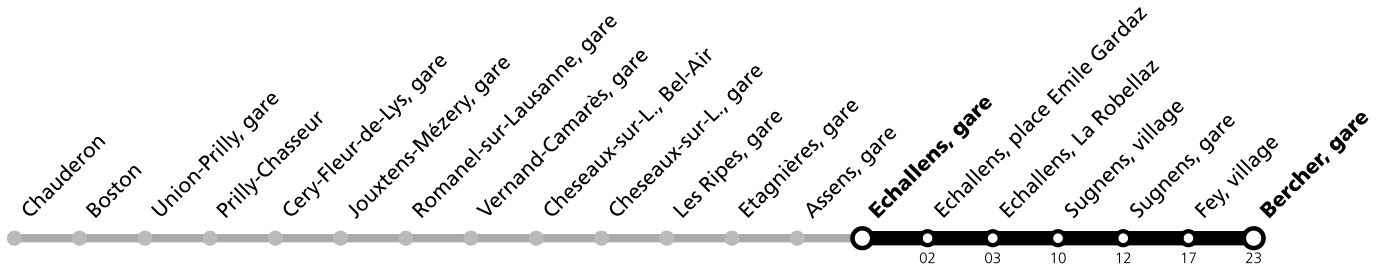 Chauderon
Boston
Union-Prilly, gare
Prilly-Chasseur
Cery-Fleur-de-Lys, gare
Jouxtens-Mézery, gare
Romanel-sur-Lausanne, gare
Vernand-Camarès, gare
Cheseaux-sur-L., Bel-Air
Cheseaux-sur-L., gare
Les Ripes, gare
Etagnières, gare
Assens, gare
Echallens, gare
Echallens, place Emile Gardaz
Echallens, La Robellaz
Sugnens, village
Sugnens, gare
Fey, village
Bercher, gare
02 03 10 12 17 23